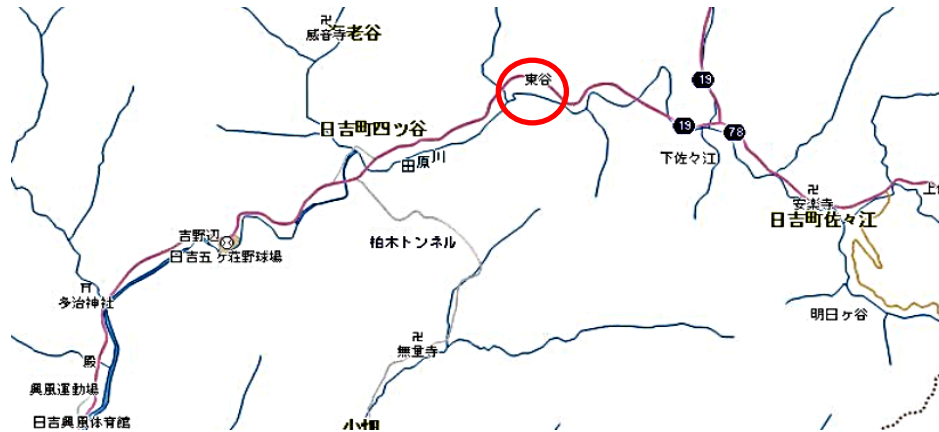 威音寺
老谷
東谷
19
日吉町四ツ谷
19
78
田原川
下佐々江
安楽寺
日吉町佐々江
吉野辺
日吉五ヶ荘野球場
柏木トンネル
多治神社
明日ヶ谷
無量寺
殿
興風運動場
日吉興風体育館
小畑